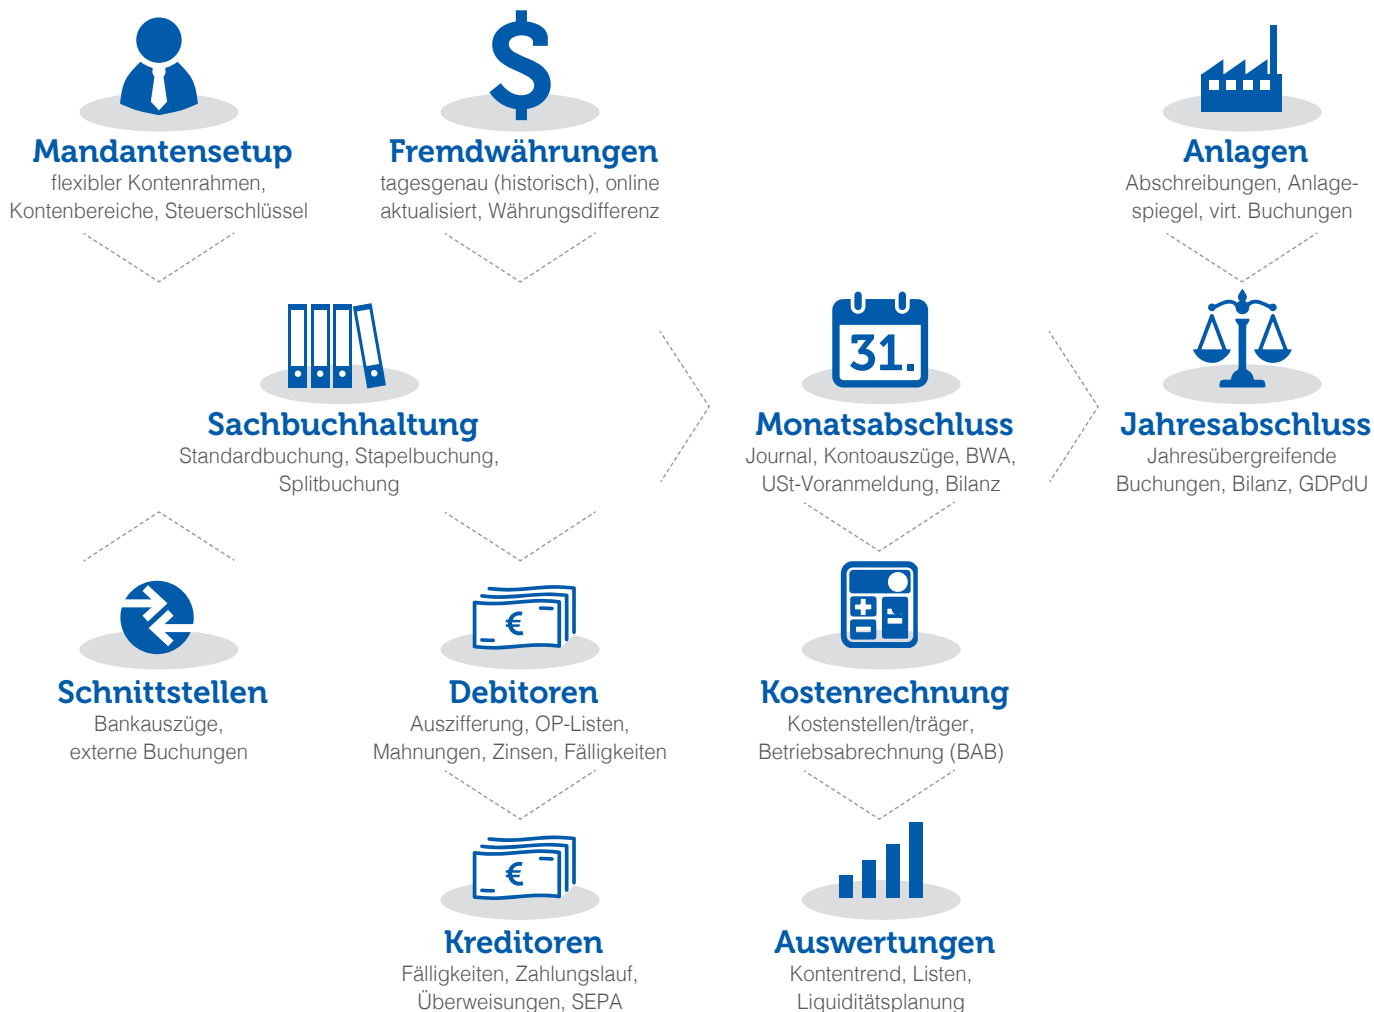 Mandantensetup
flexibler Kontenrahmen,
Kontenbereiche, Steuerschlüssel
Fremdwährungen
tagesgenau (historisch), online
aktualisiert, Währungsdifferenz
Anlagen
Abschreibungen, Anlage-
spiegel, virt. Buchungen
Sachbuchhaltung
Standardbuchung, Stapelbuchung,
Splitbuchung
31.
Monatsabschluss
Journal, Kontoauszüge, BWA,
USt-Voranmeldung, Bilanz
Jahresabschluss
Jahresübergreifende
Buchungen, Bilanz, GDPdU
Schnittstellen
Bankauszüge,
externe Buchungen
€
Debitoren
Auszifferung, OP-Listen,
Mahnungen, Zinsen, Fälligkeiten
Kostenrechnung
Kostenstellen/träger,
Betriebsabrechnung (BAB)
€
Kreditoren
Fälligkeiten, Zahlungslauf,
Überweisungen, SEPA
Auswertungen
Kontentrend, Listen,
Liquiditätsplanung